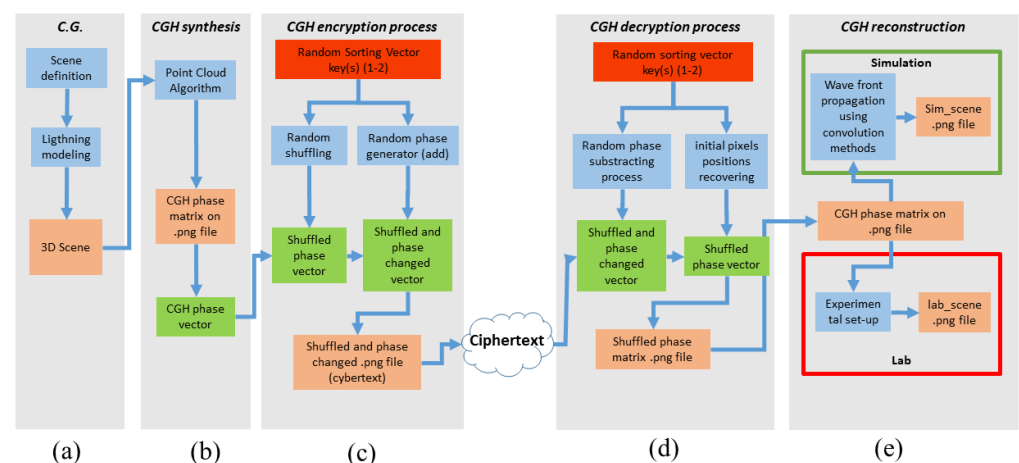 C.G.
Scene
definition
Ligthning
modeling
3D Scene
(a)
CGH synthesis
Point Cloud
Algorithm
CGH phase
matrix on
.png file
CGH phase
vector
(b)
CGH encryption process
Random Sorting Vector
key(s) (1-2)
Random
shuffling
Random phase
generator (add)
Shuffled
phase
vector
Shuffled and
phase
changed
vector
Shuffled and phase
changed .png file
(cybertext)
(c)
Ciphertext
CGH decryption process
Random sorting vector
key(s) (1-2)
Random phase
substracting
process
initial pixels
positions
recovering
Shuffled and
phase
changed
vector
Shuffled
phase vector
Shuffled phase
matrix .png file
(d)
CGH reconstruction
Simulation
Wave front
propagation
using
convolution
methods
Sim_scene
.png file
CGH phase matrix on
.png file
Experimen
tal set-up
lab_scene
.png file
Lab
(e)